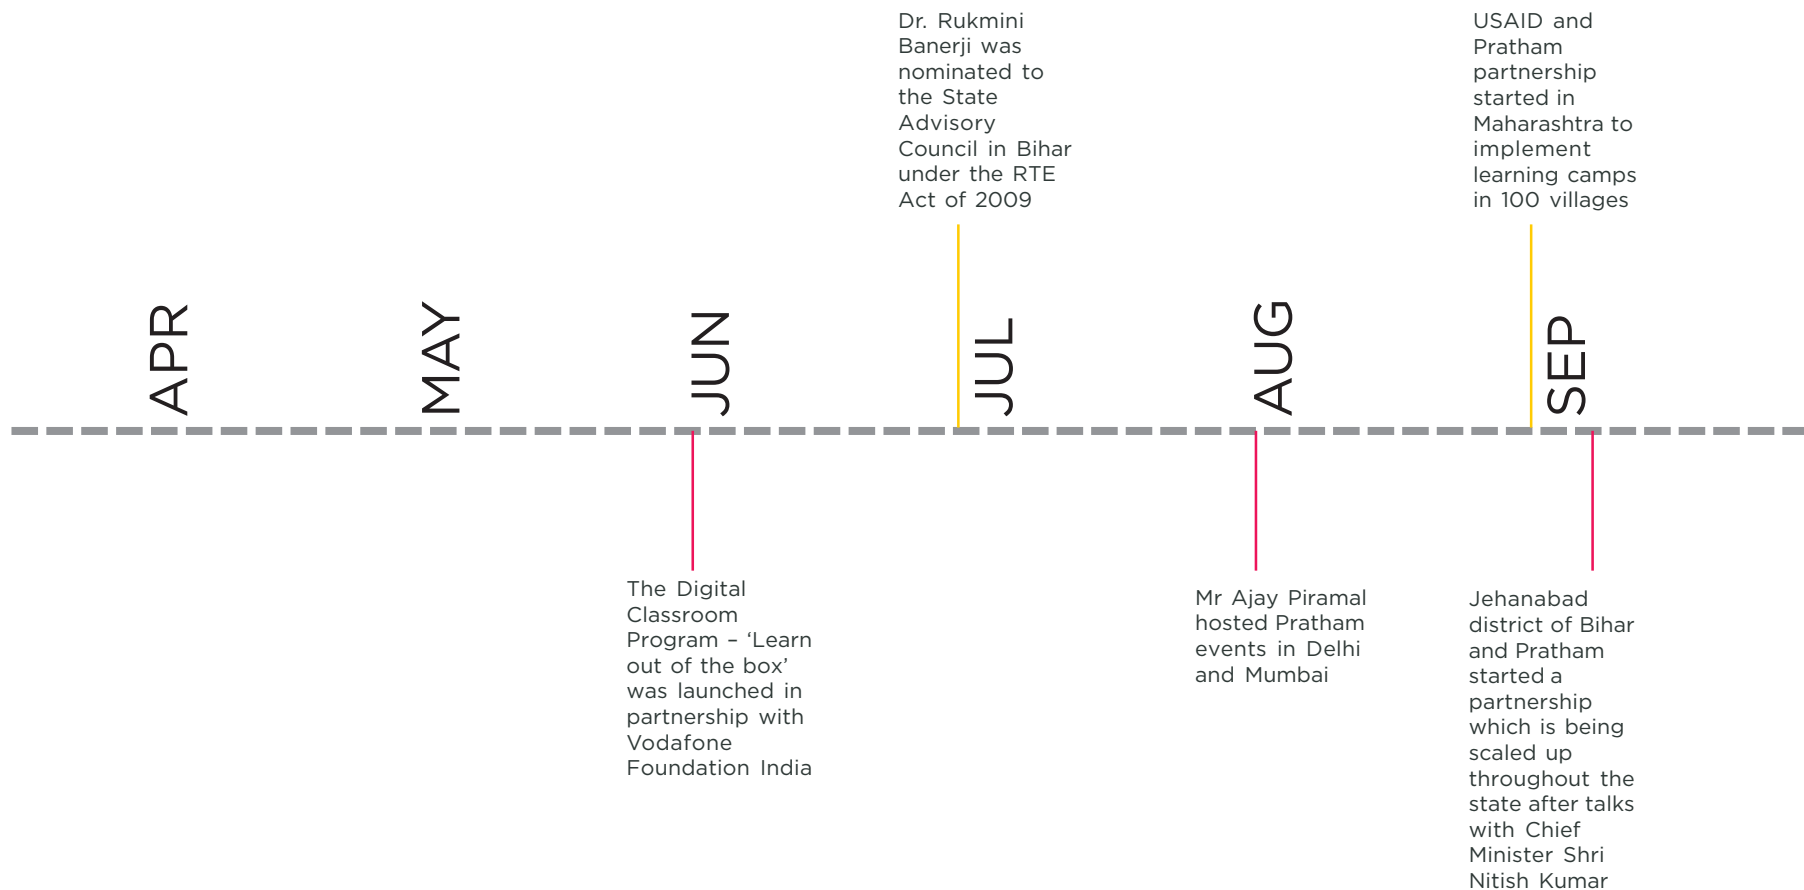 Dr. Rukmini
Banerji was
nominated to
the State
Advisory
Council in Bihar
under the RTE
Act of 2009
USAID and
Pratham
partnership
started in
Maharashtra to
implement
learning camps
in 100 villages
APR
MAY
JUN
JUL
AUG
SEP
The Digital
Classroom
Program – ‘Learn
out of the box’
was launched in
partnership with
Vodafone
Foundation India
Mr Ajay Piramal
hosted Pratham
events in Delhi
and Mumbai
Jehanabad
district of Bihar
and Pratham
started a
partnership
which is being
scaled up
throughout the
state after talks
with Chief
Minister Shri
Nitish Kumar